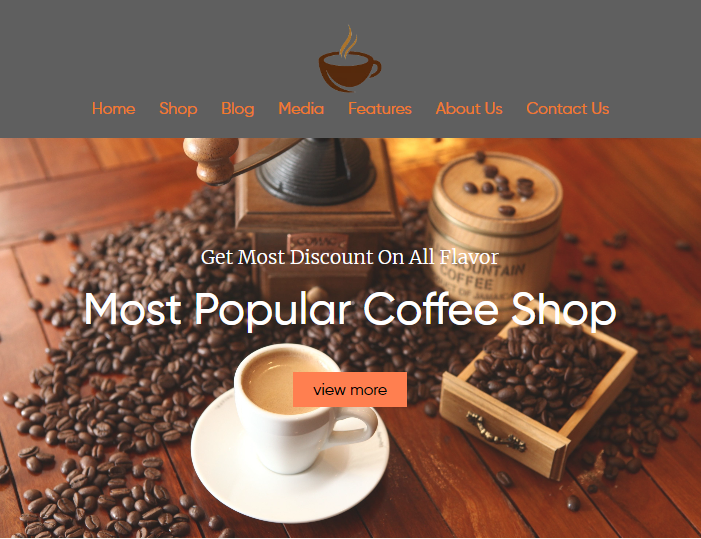 Home Shop Blog Media Features About Us Contact Us
Get Most Discount On All Flavor
MOUNTAIN
COFFEE
Most Popular Coffee Shop
view more